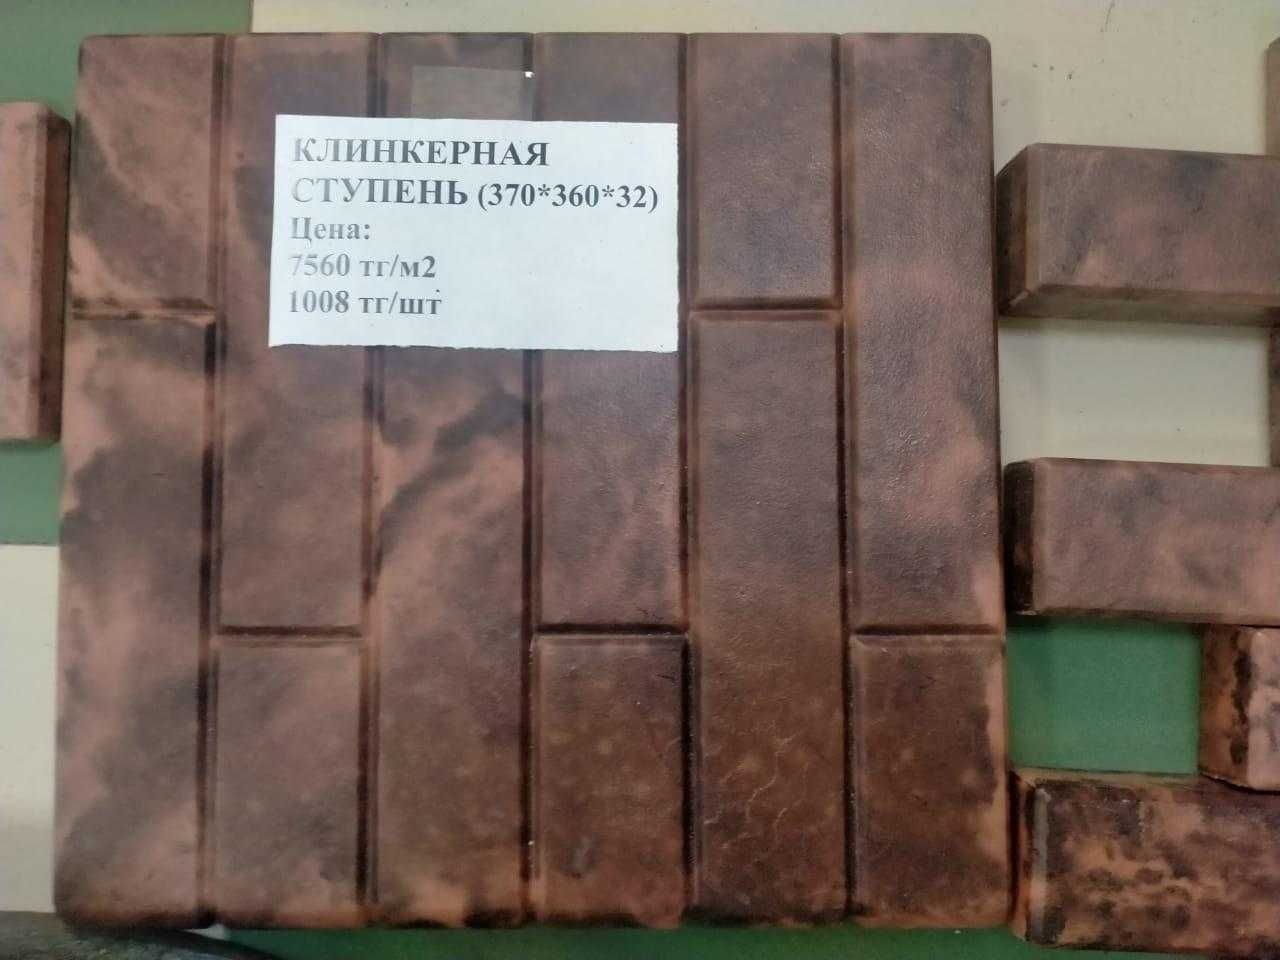 КЛИНКЕРНАЯ
СТУПЕНЬ (370*360*32)
Цена:
7560 тг/м2
1008 тг/шт